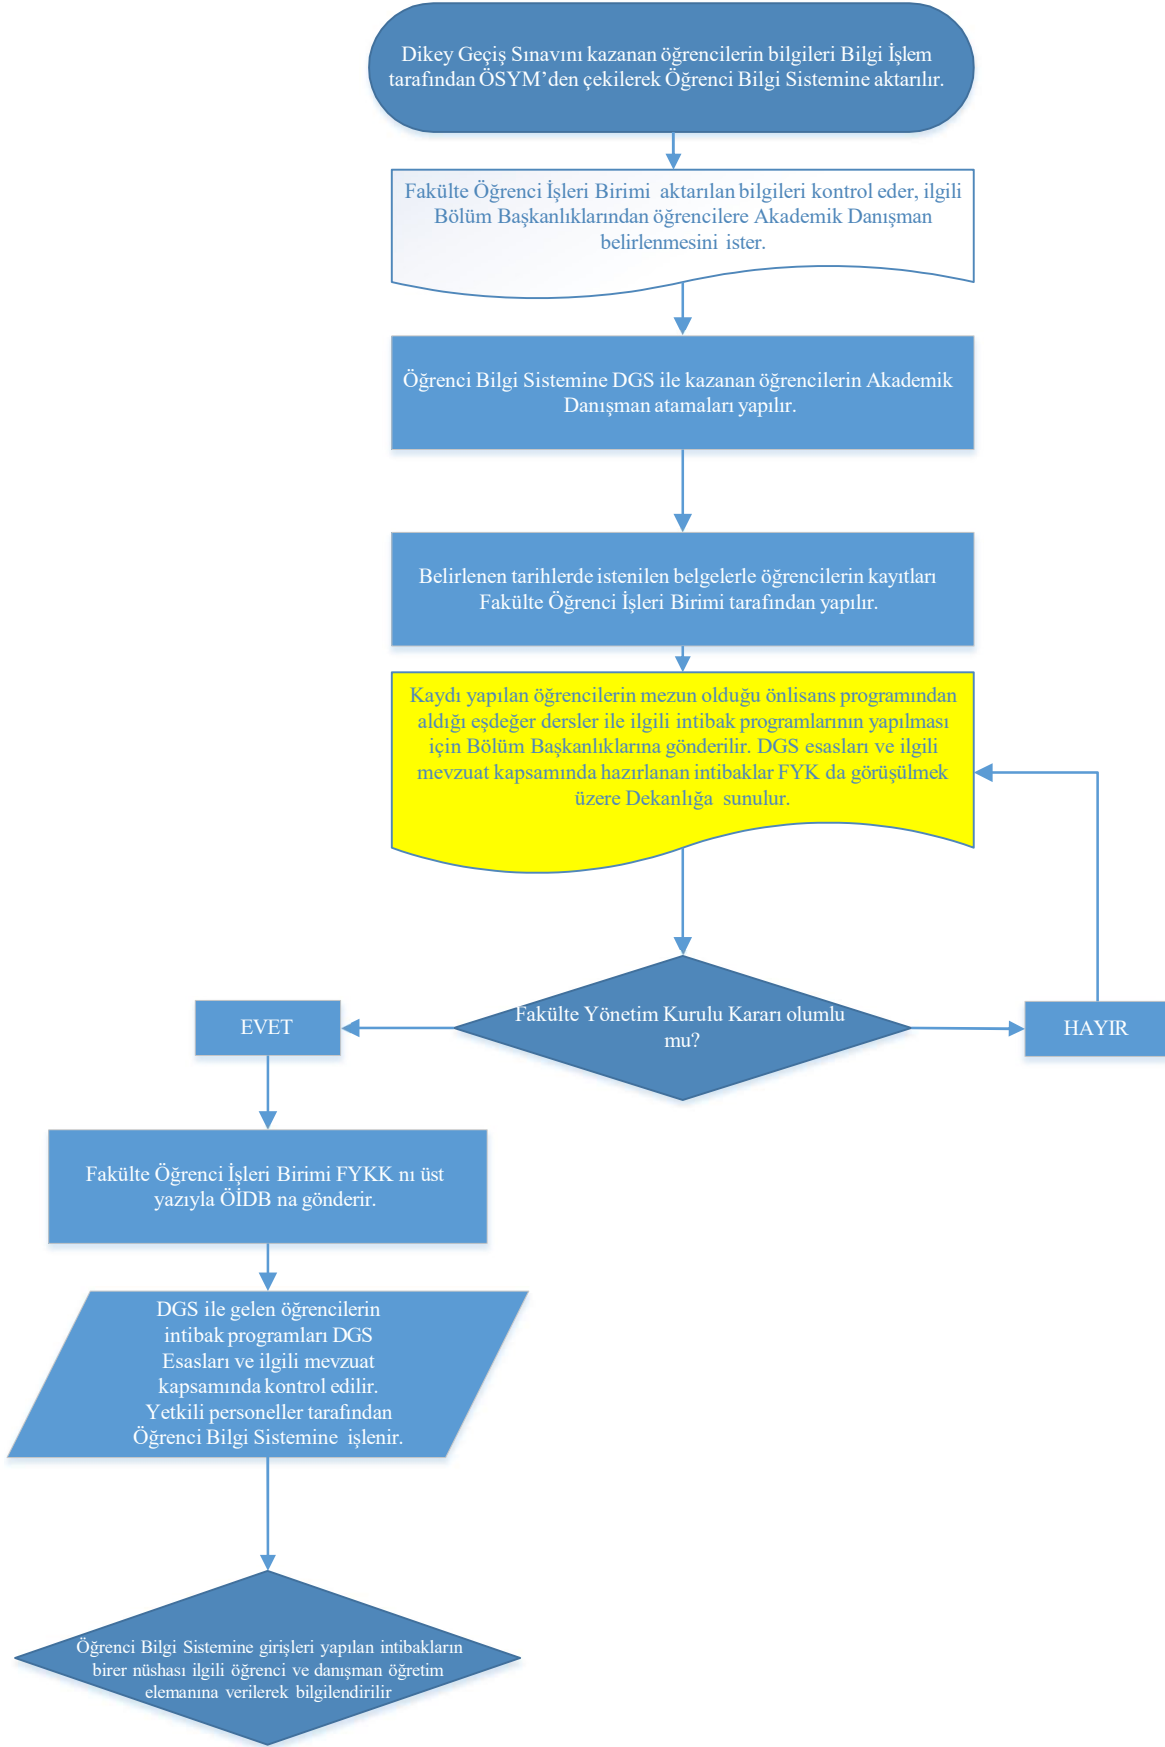 Dikey Geçiş Sınavını kazanan öğrencilerin bilgileri Bilgi İşlem
tarafından ÖSYM’den çekilerek Öğrenci Bilgi Sistemine aktarılır.
Fakülte Öğrenci İşleri Birimi aktarılan bilgileri kontrol eder, ilgili
Bölüm Başkanlıklarından öğrencilere Akademik Danışman
belirlenmesini ister.
Öğrenci Bilgi Sistemine DGS ile kazanan öğrencilerin Akademik
Danışman atamaları yapılır.
Belirlenen tarihlerde istenilen belgelerle öğrencilerin kayıtları
Fakülte Öğrenci İşleri Birimi tarafından yapılır.
Kaydı yapılan öğrencilerin mezun olduğu önlisans programından
aldığı eşdeğer dersler ile ilgili intibak programlarının yapılması
için Bölüm Başkanlıklarına gönderilir. DGS esasları ve ilgili
mevzuat kapsamında hazırlanan intibaklar FYK da görüşülmek
üzere Dekanlığa sunulur.
Fakülte Yönetim Kurulu Kararı olumlu
mu?
EVET
HAYIR
Fakülte Öğrenci İşleri Birimi FYKK nı üst
yazıyla ÖİDB na gönderir.
DGS ile gelen öğrencilerin
intibak programları DGS
Esasları ve ilgili mevzuat
kapsamında kontrol edilir.
Yetkili personeller tarafından
Öğrenci Bilgi Sistemine işlenir.
Öğrenci Bilgi Sistemine girişleri yapılan intibakların
birer nüshası ilgili öğrenci ve danışman öğretim
elemanına verilerek bilgilendirilir